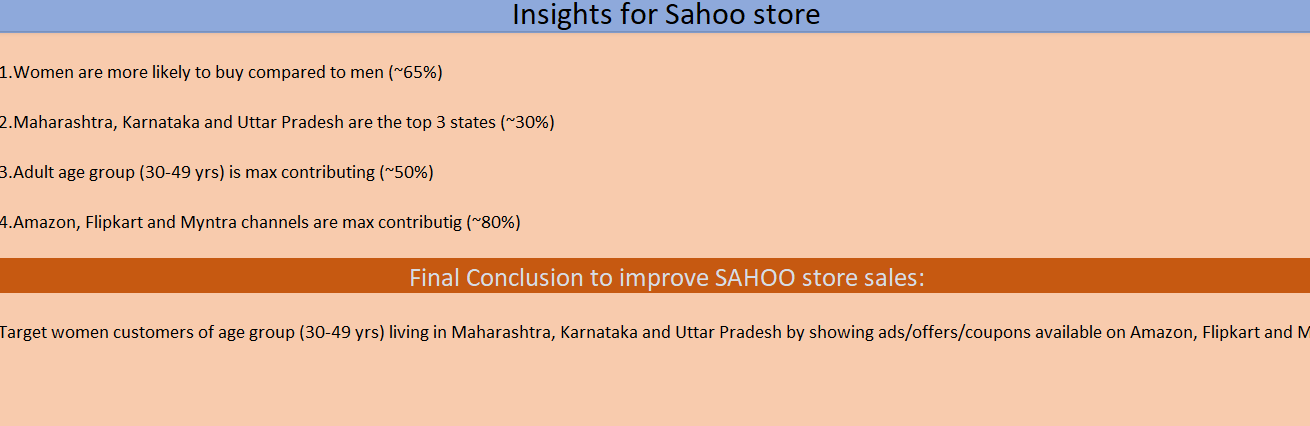 Insights for Sahoo store
1.Women are more likely to buy compared to men (~65%)
2.Maharashtra, Karnataka and Uttar Pradesh are the top 3 states (~30%)
3.Adult age group (30-49 yrs) is max contributing (~50%)
4.Amazon, Flipkart and Myntra channels are max contributig (~80%)
Final Conclusion to improve SAHOO store sales:
Target women customers of age group (30-49 yrs) living in Maharashtra, Karnataka and Uttar Pradesh by showing ads/offers/coupons available on Amazon, Flipkart and